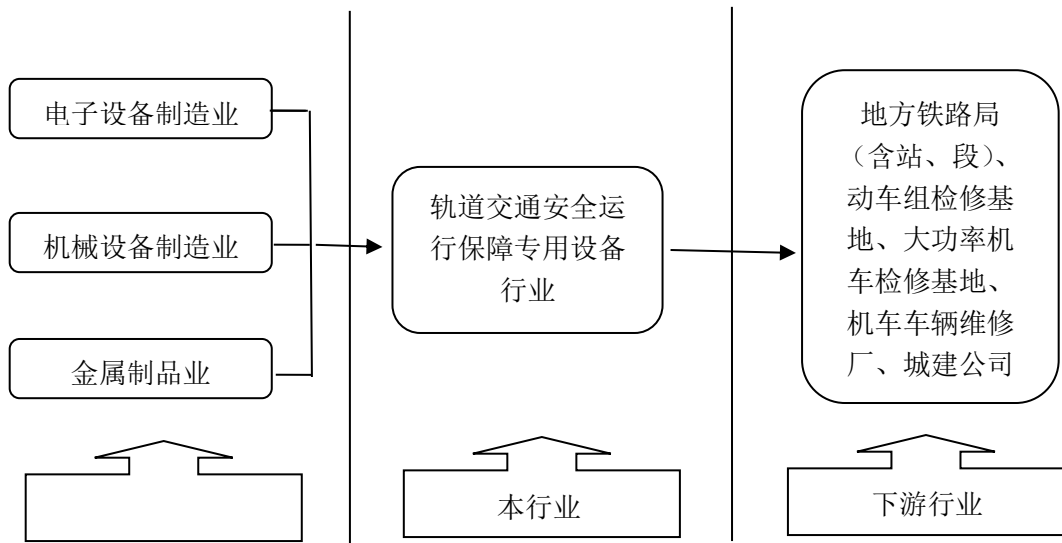 电子设备制造业
机械设备制造业
金属制品业
轨道交通安全运
行保障专用设备
行业
地方铁路局
（含站、段）、
动车组检修基
地、大功率机
车检修基地、
机车车辆维修
厂、城建公司
本行业
下游行业